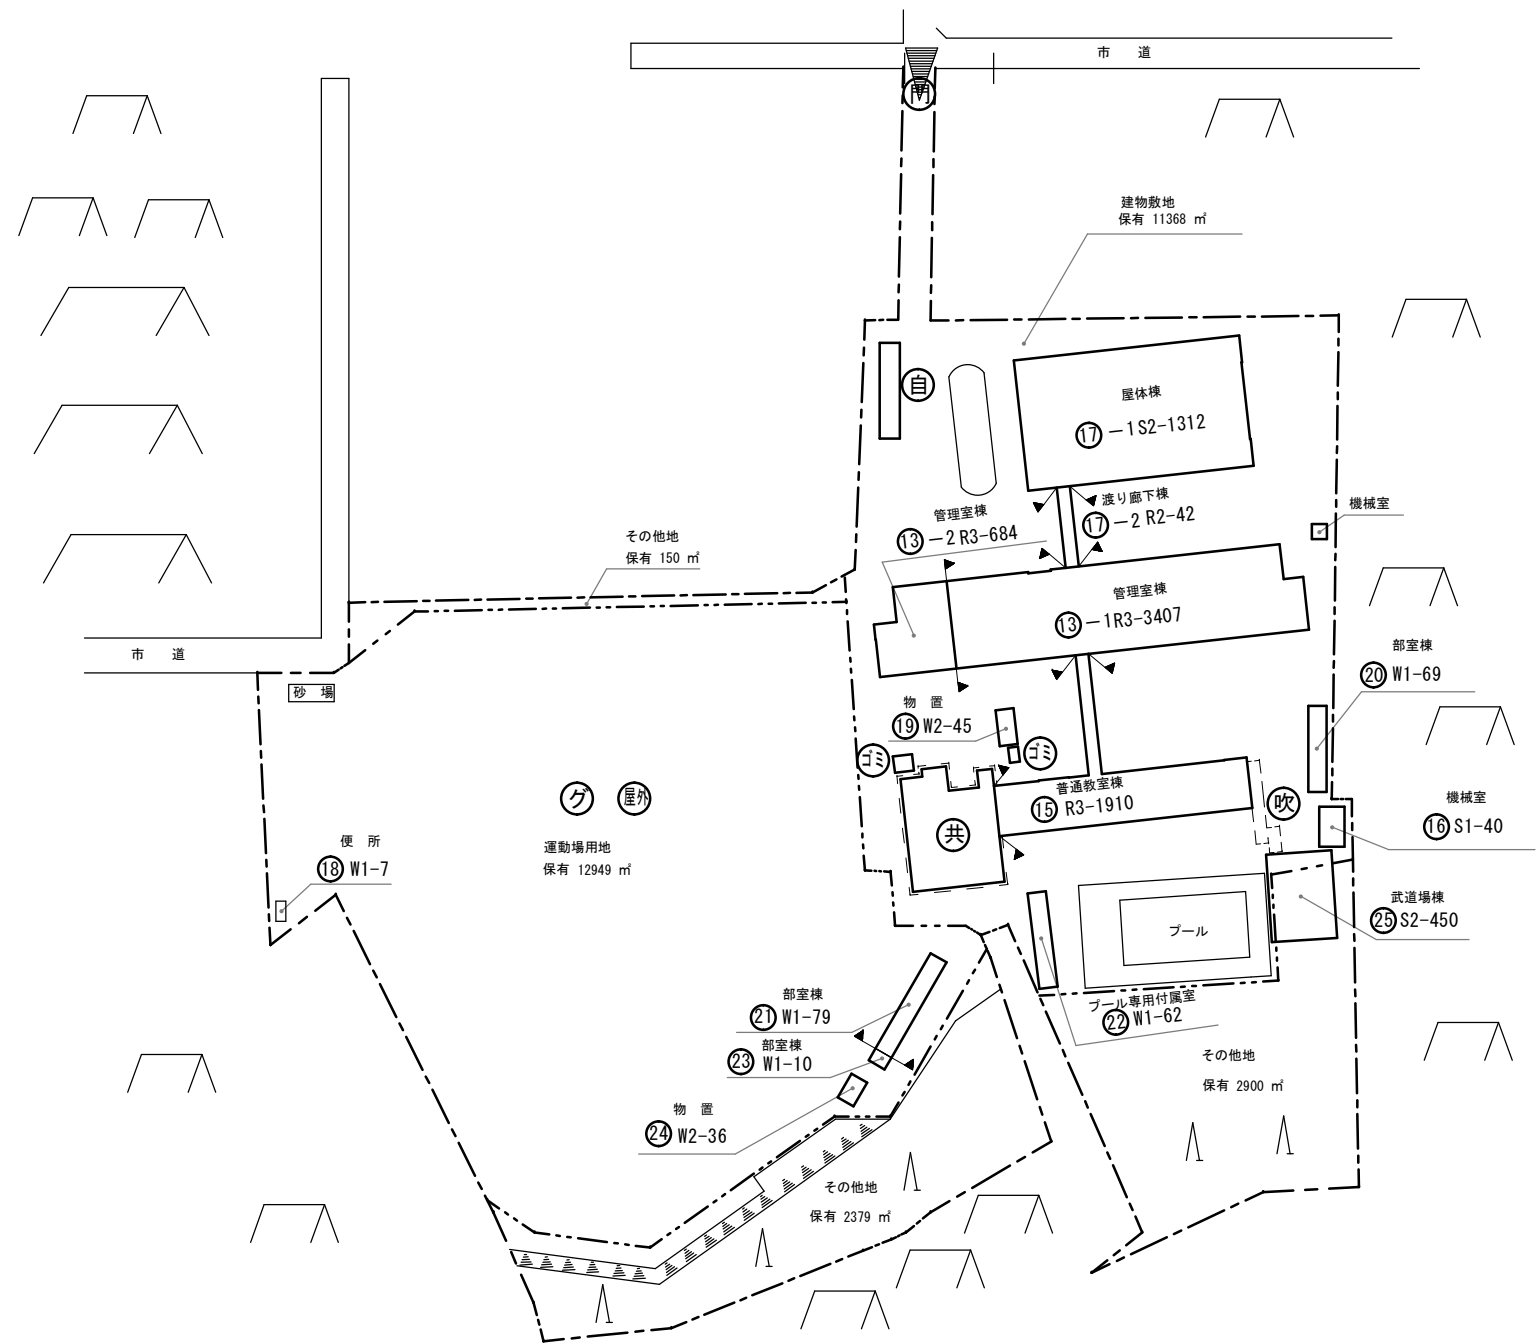 市　道
門
建物敷地
保有 11368 ㎡
自
屋体棟
⑰ －1 S2-1312
渡り廊下棟
⑰ －2 R2-42
機械室
管理室棟
⑬ －2 R3-684
その他地
保有 150 ㎡
管理室棟
⑬ －1R3-3407
市　道
砂　場
部室棟
⑳ W1-69
物　置
⑲ W2-45
ゴミ
ゴミ
普通教室棟
⑮ R3-1910
吹
機械室
⑯ S1-40
グ
屋外
運動場用地
保有 12949 ㎡
共
便　所
⑱ W1-7
武道場棟
㉕ S2-450
プール
部室棟
㉑ W1-79
プール専用付属室
㉒ W1-62
部室棟
㉓ W1-10
その他地
保有 2900 ㎡
物　置
㉔ W2-36
その他地
保有 2379 ㎡